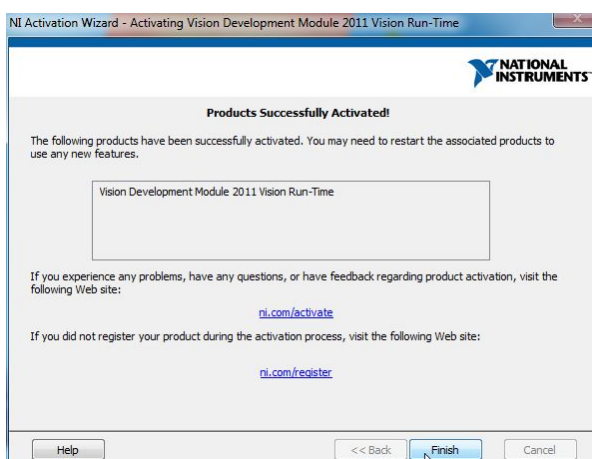 NI Activation Wizard - Activating Vision Development Module 2011 Vision Run-Time
NATIONAL
INSTRUMENTS™
Products Successfully Activated!
The following products have been successfully activated. You may need to restart the associated products to
use any new features.
Vision Development Module 2011 Vision Run-Time
If you experience any problems, have any questions, or have feedback regarding product activation, visit the
following Web site:
ni.com/activate
If you did not register your product during the activation process, visit the following Web site:
ni.com/register
Help
<< Back
Finish
Cancel